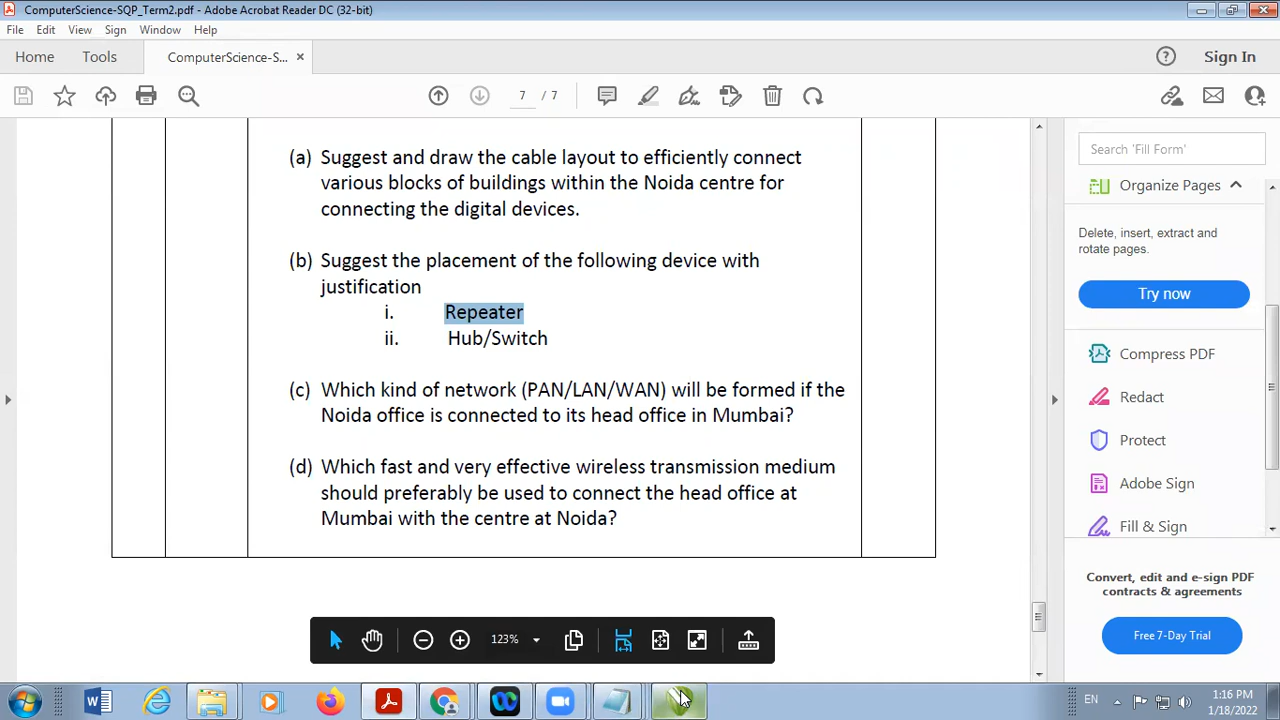 ComputerScience-SQP_Term2.pdf - Adobe Acrobat Reader DC (32-bit)
File Edit View Sign Window Help
Home Tools ComputerScience-S... × Sign In
7 / 7
(a) Suggest and draw the cable layout to efficiently connect
various blocks of buildings within the Noida centre for
connecting the digital devices.
(b) Suggest the placement of the following device with
justification
i. Repeater
ii. Hub/Switch
(c) Which kind of network (PAN/LAN/WAN) will be formed if the
Noida office is connected to its head office in Mumbai?
(d) Which fast and very effective wireless transmission medium
should preferably be used to connect the head office at
Mumbai with the centre at Noida?
123%
Search 'Fill Form'
Organize Pages
Delete, insert, extract and
rotate pages.
Try now
Compress PDF
Redact
Protect
Adobe Sign
Fill & Sign
Convert, edit and e-sign PDF
contracts & agreements
Free 7-Day Trial
EN
1:16 PM
1/18/2022